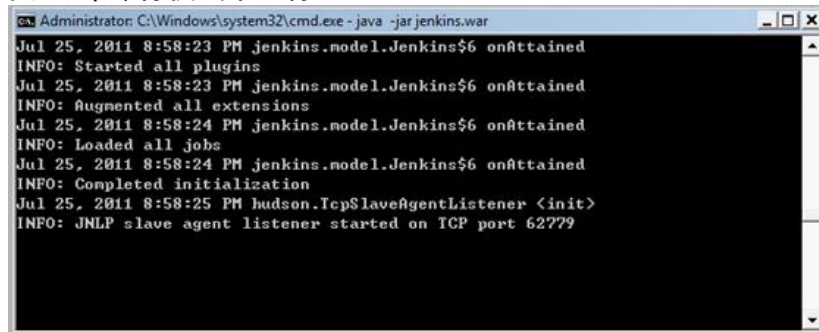 Administrator: C:\Windows\system32\cmd.exe - java -jar jenkins.war
Jul 25, 2011 8:58:23 PM jenkins.model.Jenkins$6 onAttained
INFO: Started all plugins
Jul 25, 2011 8:58:23 PM jenkins.model.Jenkins$6 onAttained
INFO: Augmented all extensions
Jul 25, 2011 8:58:24 PM jenkins.model.Jenkins$6 onAttained
INFO: Loaded all jobs
Jul 25, 2011 8:58:24 PM jenkins.model.Jenkins$6 onAttained
INFO: Completed initialization
Jul 25, 2011 8:58:25 PM hudson.TcpSlaveAgentListener <init>
INFO: JNLP slave agent listener started on TCP port 62779